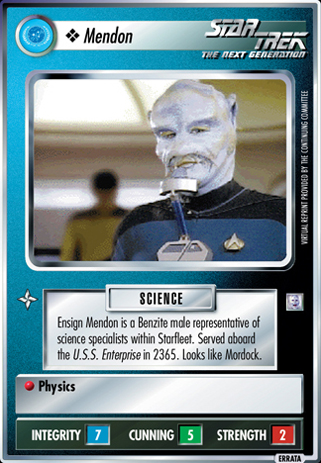 ❖ Mendon
STAR TREK
THE NEXT GENERATION
VIRTUAL REPRINT PROVIDED BY THE CONTINUING COMMITTEE
SCIENCE
Ensign Mendon is a Benzite male representative of
science specialists within Starfleet. Served aboard
the U.S.S. Enterprise in 2365. Looks like Mordock.
Physics
INTEGRITY 7 CUNNING 5 STRENGTH 2
ERRATA